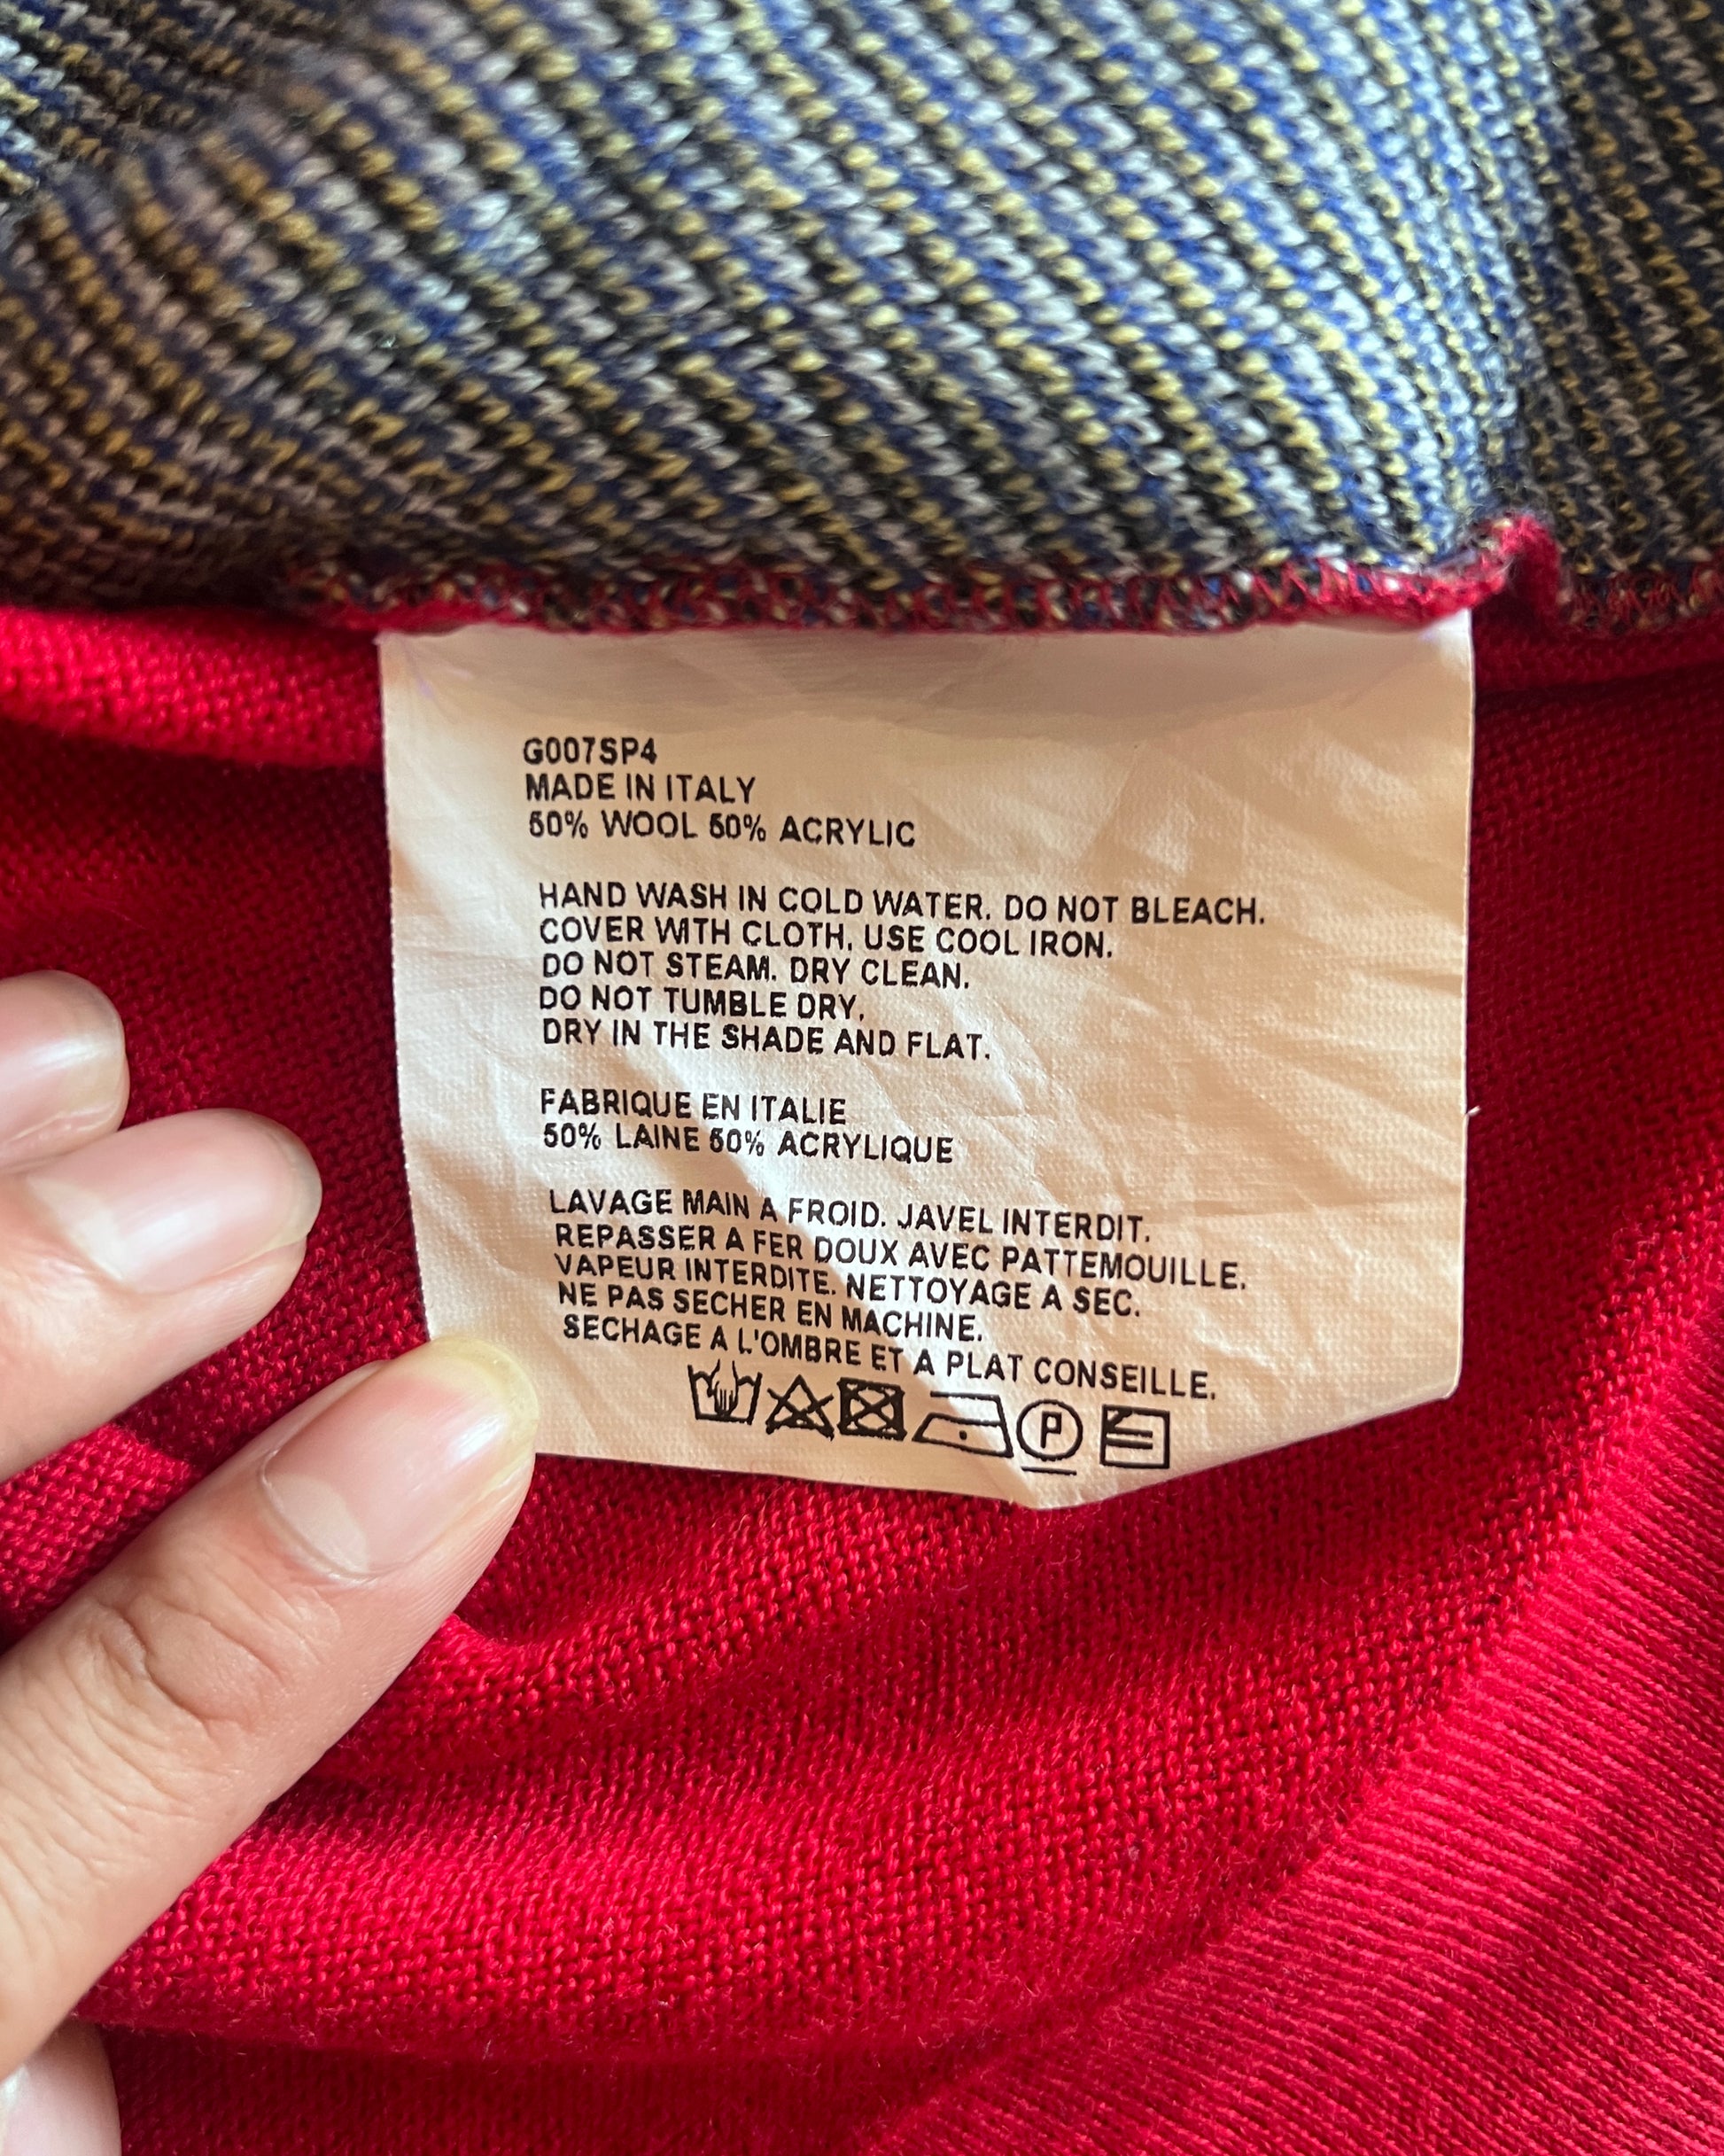 G007SP4
MADE IN ITALY
50% WOOL 50% ACRYLIC
HAND WASH IN COLD WATER. DO NOT BLEACH.
COVER WITH CLOTH, USE COOL IRON.
DO NOT STEAM. DRY CLEAN.
DO NOT TUMBLE DRY.
DRY IN THE SHADE AND FLAT.
FABRIQUE EN ITALIE
50% LAINE 50% ACRYLIQUE
LAVAGE MAIN A FROID. JAVEL INTERDIT.
REPASSER A FER DOUX AVEC PATTEMOUILLE.
VAPEUR INTERDITE. NETTOYAGE A SEC.
NE PAS SECHER EN MACHINE.
SECHAGE A L'OMBRE ET A PLAT CONSEILLE.
P